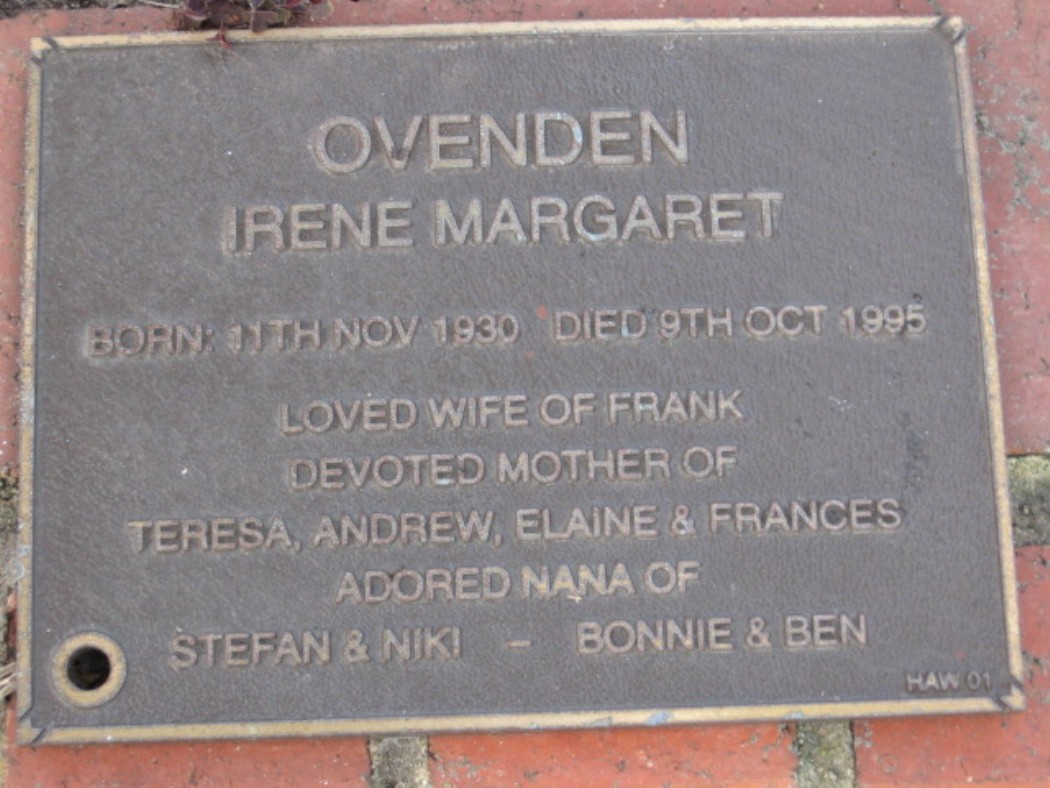 OVENDEN
IRENE MARGARET
BORN: 11TH NOV 1930 DIED 9TH OCT 1995
LOVED WIFE OF FRANK
DEVOTED MOTHER OF
TERESA, ANDREW, ELAINE & FRANCES
ADORED NANA OF
STEFAN & NIKI – BONNIE & BEN
HAW 01